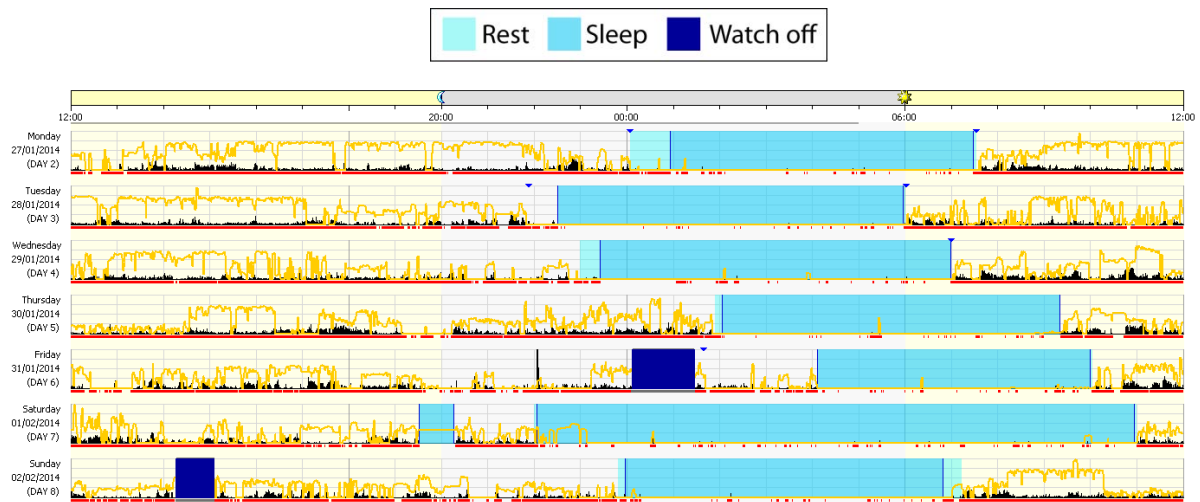 Rest Sleep Watch off
12:00 20:00 00:00 06:00 12:00
Monday
27/01/2014
(DAY 2)
Tuesday
28/01/2014
(DAY 3)
Wednesday
29/01/2014
(DAY 4)
Thursday
30/01/2014
(DAY 5)
Friday
31/01/2014
(DAY 6)
Saturday
01/02/2014
(DAY 7)
Sunday
02/02/2014
(DAY 8)